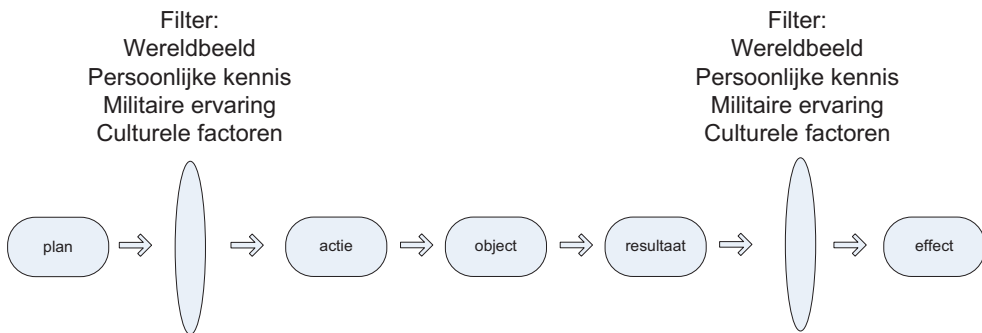 Filter:
Wereldbeeld
Persoonlijke kennis
Militaire ervaring
Culturele factoren
Filter:
Wereldbeeld
Persoonlijke kennis
Militaire ervaring
Culturele factoren
plan
actie
object
resultaat
effect